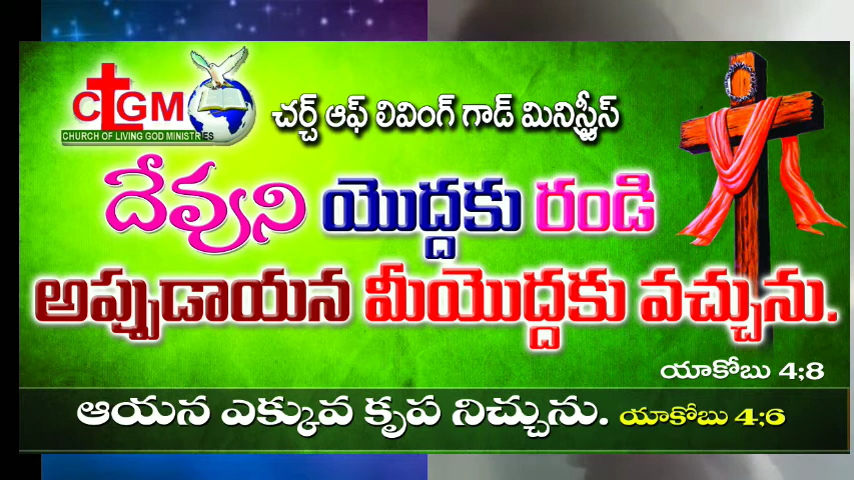 CLGM
CHURCH OF LIVING GOD MINISTRIES
చర్చ్ ఆఫ్ లివింగ్ గాడ్ మినిస్ట్రీస్
దేవుని యొద్దకు రండి
అప్పుడాయన మీయొద్దకు వచ్చును.
యాకోబు 4;8
ఆయన ఎక్కువ కృప నిచ్చును. యాకోబు 4;6